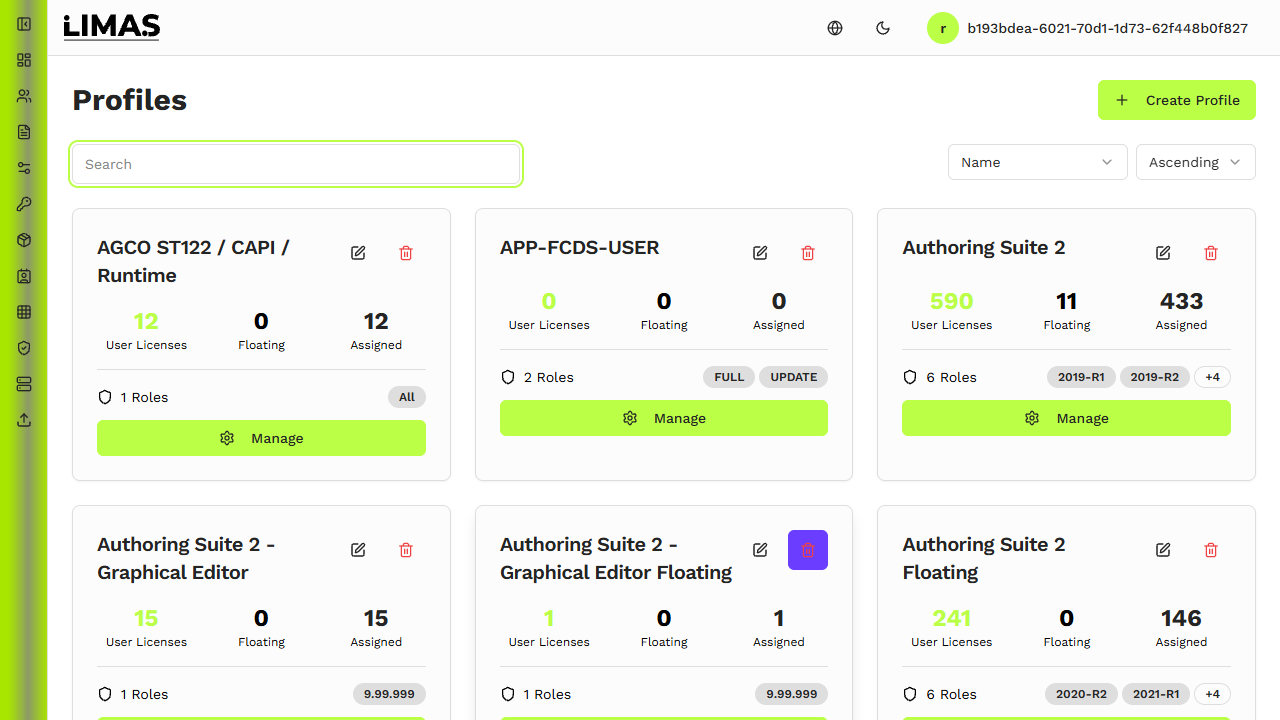 LIMAS
r
b193bdea-6021-70d1-1d73-62f448b0f827
Profiles
Create Profile
Search
Name
Ascending
AGCO ST122 / CAPI /
Runtime
12
0
12
User Licenses
Floating
Assigned
1 Roles
All
Manage
APP-FCDS-USER
0
0
0
User Licenses
Floating
Assigned
2 Roles
FULL
UPDATE
Manage
Authoring Suite 2
590
11
433
User Licenses
Floating
Assigned
6 Roles
2019-R1
2019-R2
+4
Manage
Authoring Suite 2 -
Graphical Editor
15
0
15
User Licenses
Floating
Assigned
1 Roles
9.99.999
Authoring Suite 2 -
Graphical Editor Floating
1
0
1
User Licenses
Floating
Assigned
1 Roles
9.99.999
Authoring Suite 2
Floating
241
0
146
User Licenses
Floating
Assigned
6 Roles
2020-R2
2021-R1
+4